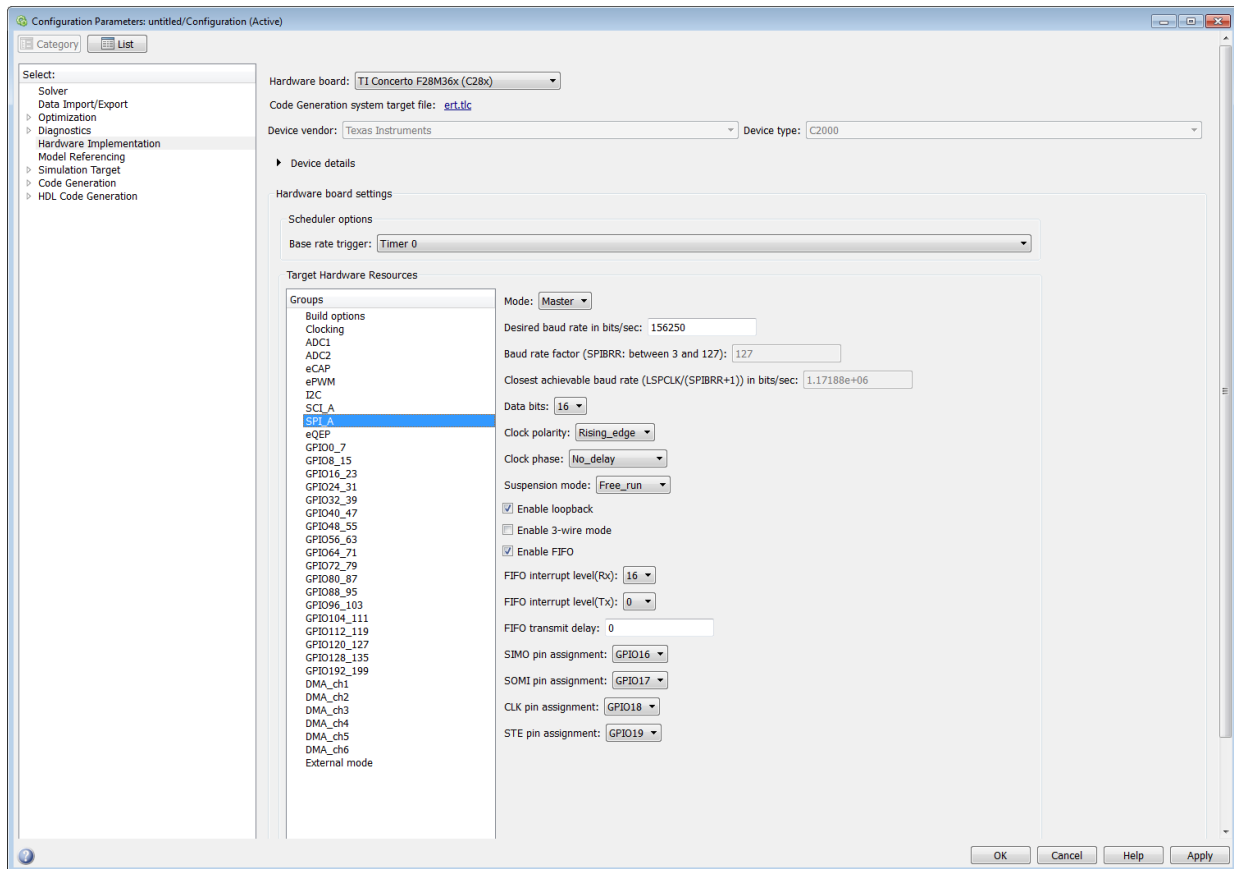 Configuration Parameters: untitled/Configuration (Active)
Category List
Select:
Solver
Data Import/Export
Optimization
Diagnostics
Hardware Implementation
Model Referencing
Simulation Target
Code Generation
HDL Code Generation
Hardware board: TI Concerto F28M36x (C28x)
Code Generation system target file: ert.tlc
Device vendor: Texas Instruments Device type: C2000
Device details
Hardware board settings
Scheduler options
Base rate trigger: Timer 0
Target Hardware Resources
Groups
Build options
Clocking
ADC1
ADC2
eCAP
ePWM
I2C
SCI_A
SPI_A
eQEP
GPIO0_7
GPIO8_15
GPIO16_23
GPIO24_31
GPIO32_39
GPIO40_47
GPIO48_55
GPIO56_63
GPIO64_71
GPIO72_79
GPIO80_87
GPIO88_95
GPIO96_103
GPIO104_111
GPIO112_119
GPIO120_127
GPIO128_135
GPIO192_199
DMA_ch1
DMA_ch2
DMA_ch3
DMA_ch4
DMA_ch5
DMA_ch6
External mode
Mode: Master
Desired baud rate in bits/sec: 156250
Baud rate factor (SPIBRR: between 3 and 127): 127
Closest achievable baud rate (LSPCLK/(SPIBRR+1)) in bits/sec: 1.17188e+06
Data bits: 16
Clock polarity: Rising_edge
Clock phase: No_delay
Suspension mode: Free_run
Enable loopback
Enable 3-wire mode
Enable FIFO
FIFO interrupt level(Rx): 16
FIFO interrupt level(Tx): 0
FIFO transmit delay: 0
SIMO pin assignment: GPIO16
SOMI pin assignment: GPIO17
CLK pin assignment: GPIO18
STE pin assignment: GPIO19
OK Cancel Help Apply